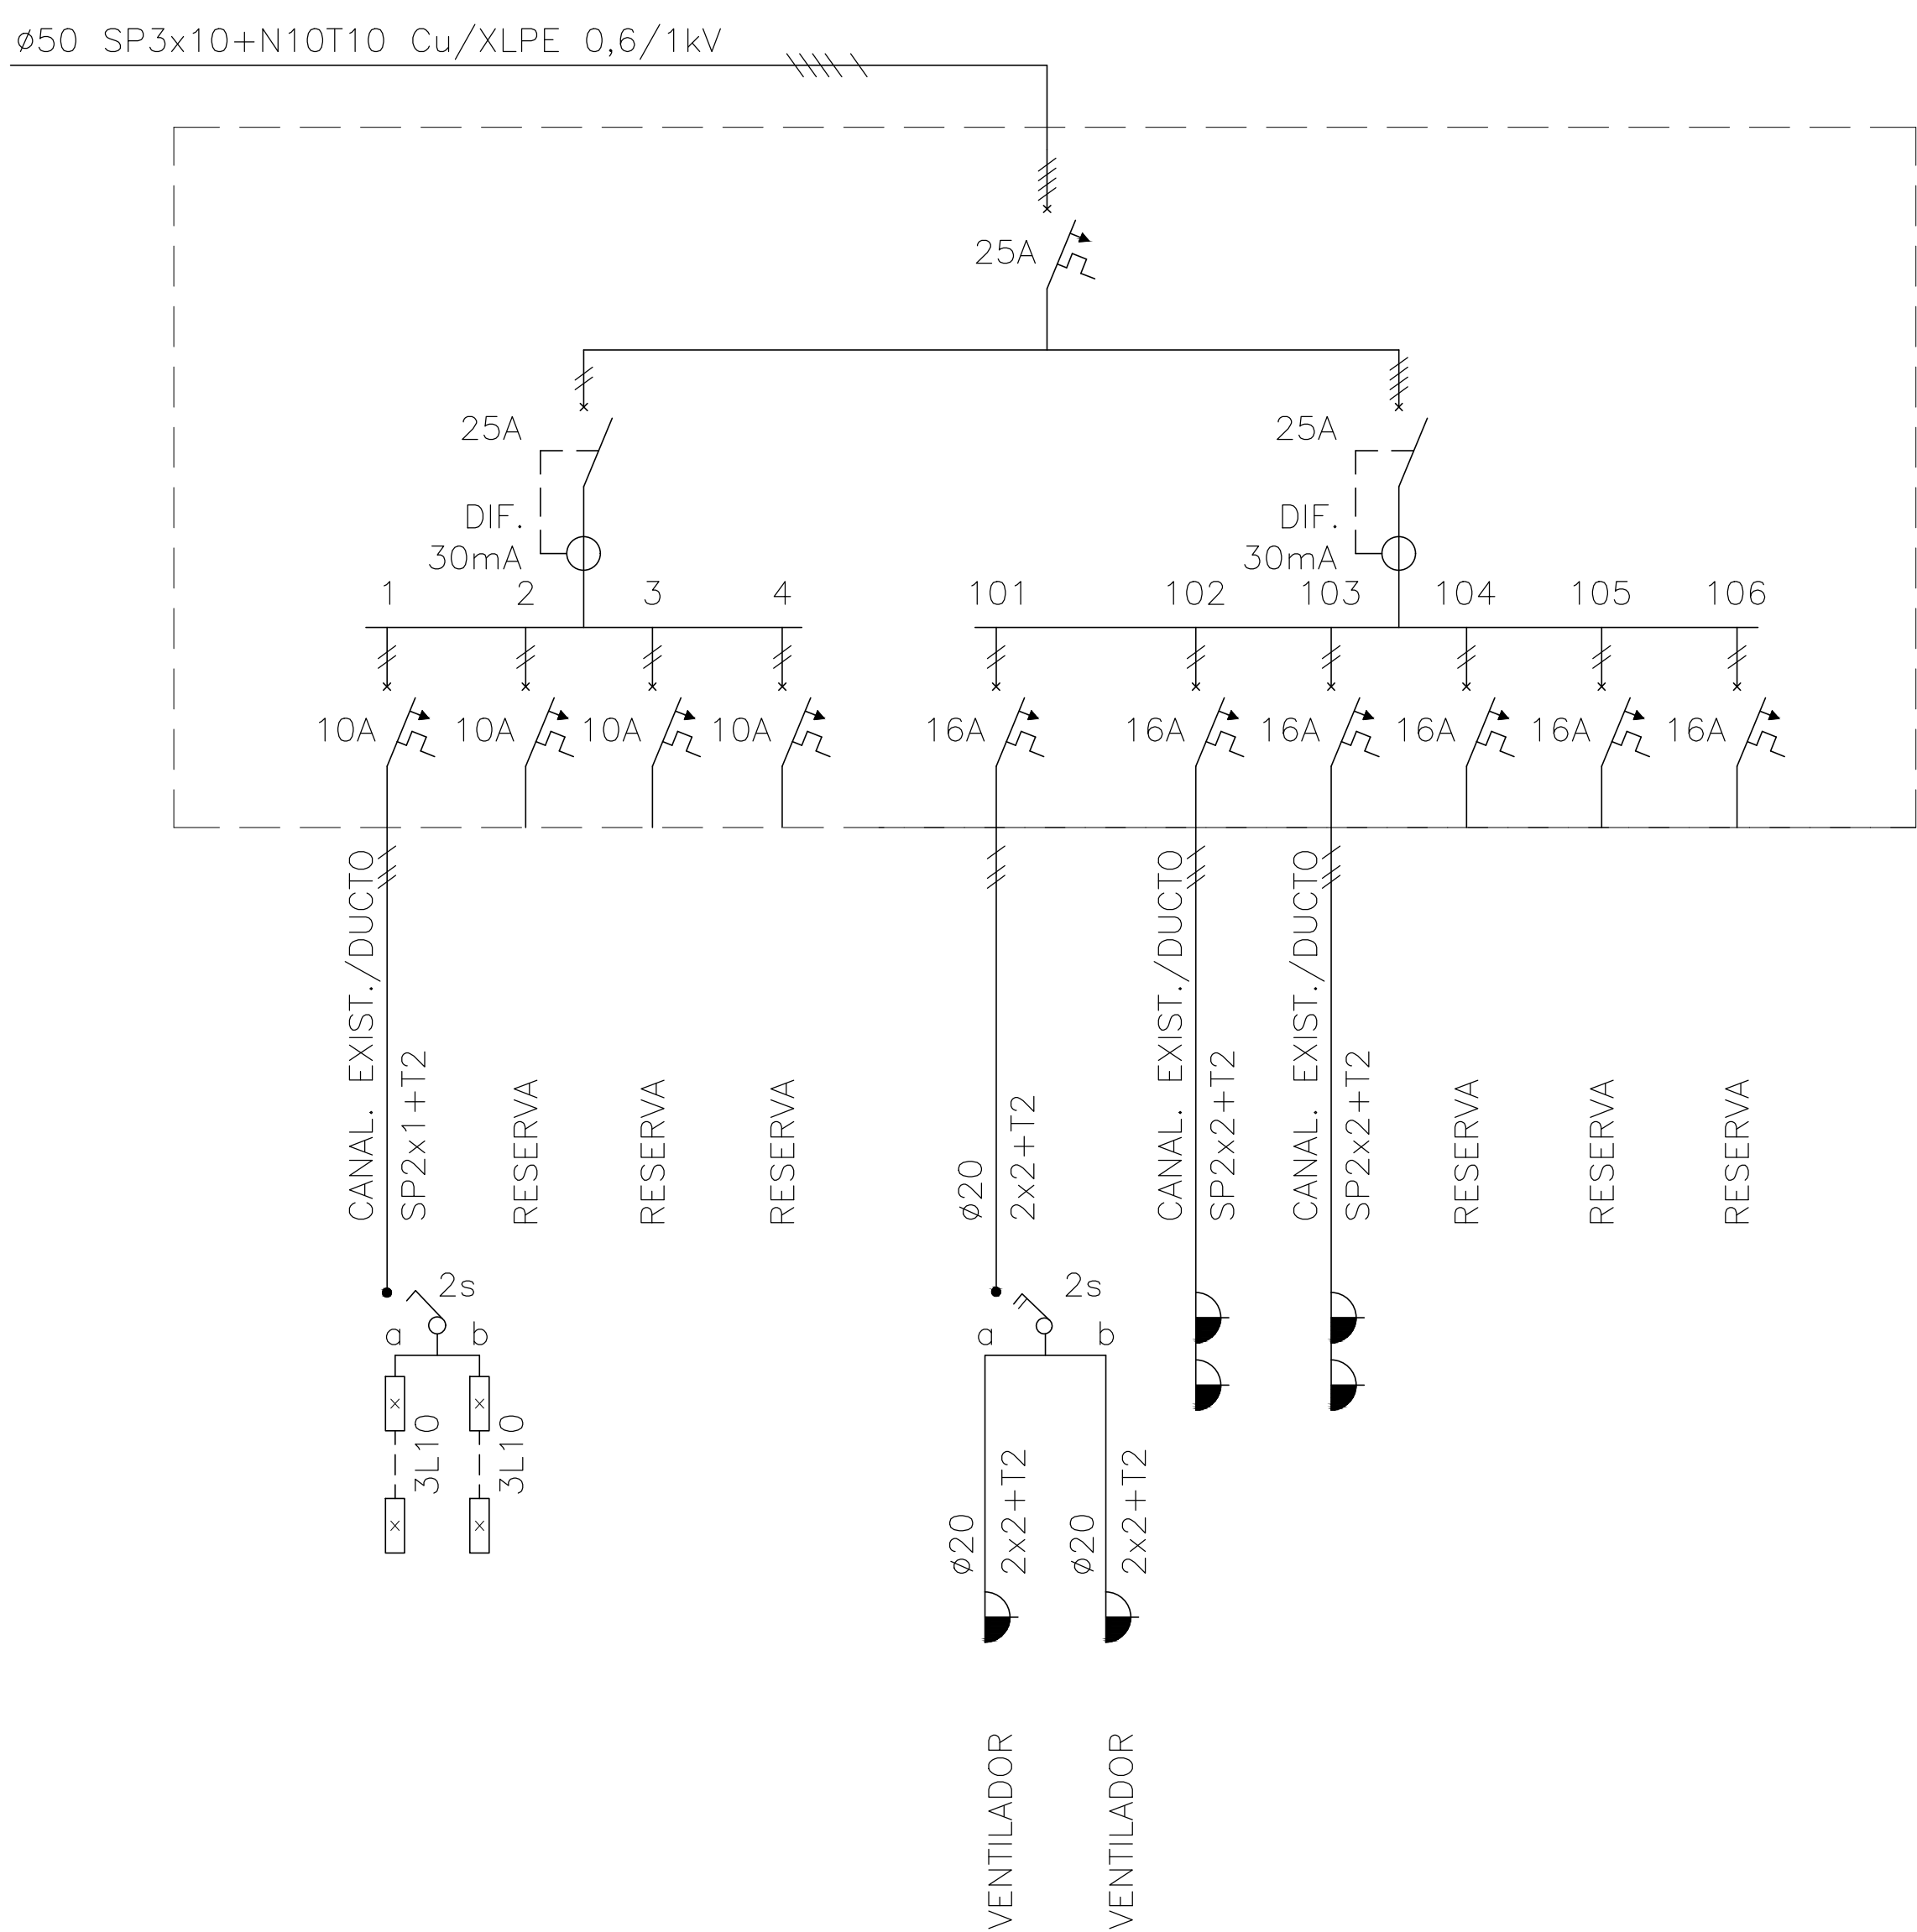 ø50 SP3x10+N10T10 Cu/XLPE 0,6/1kV
25A
25A
25A
DIF.
30mA
DIF.
30mA
1
2
3
4
101
102
103
104
105
106
10A
10A
10A
10A
16A
16A
16A
16A
16A
16A
CANAL. EXIST./DUCTO
SP2x1+T2
RESERVA
RESERVA
RESERVA
ø20
2x2+T2
CANAL. EXIST./DUCTO
SP2x2+T2
CANAL. EXIST./DUCTO
SP2x2+T2
RESERVA
RESERVA
RESERVA
2s
a
b
x
x
3L10
3L10
x
x
2s
a
b
ø20
2x2+T2
ø20
2x2+T2
VENTILADOR
VENTILADOR